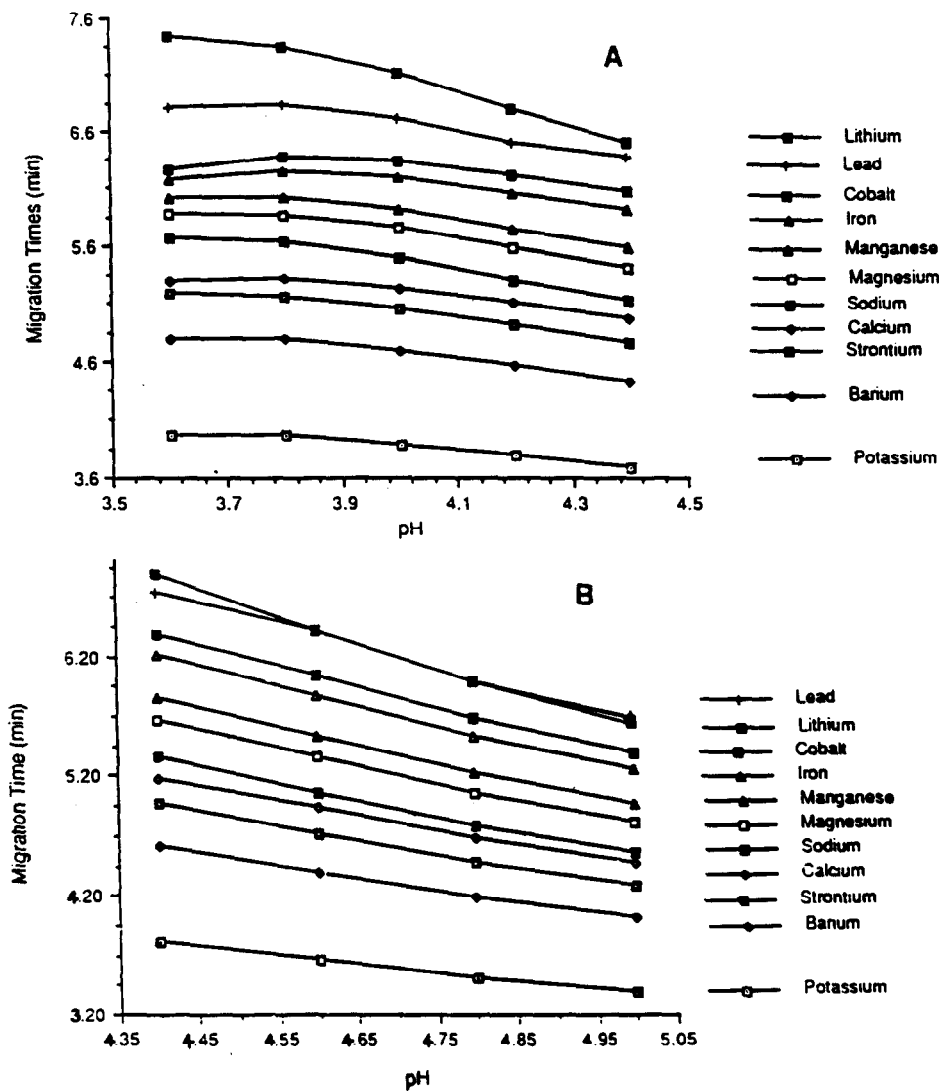 A
7.6
6.6
5.6
4.6
3.6
Migration Times (min)
3.5
3.7
3.9
4.1
4.3
4.5
pH
Lithium
Lead
Cobalt
Iron
Manganese
Magnesium
Sodium
Calcium
Strontium
Barium
Potassium
B
6.20
5.20
4.20
3.20
Migration Time (min)
4.35
4.45
4.55
4.65
4.75
4.85
4.95
5.05
pH
Lead
Lithium
Cobalt
Iron
Manganese
Magnesium
Sodium
Calcium
Strontium
Barium
Potassium